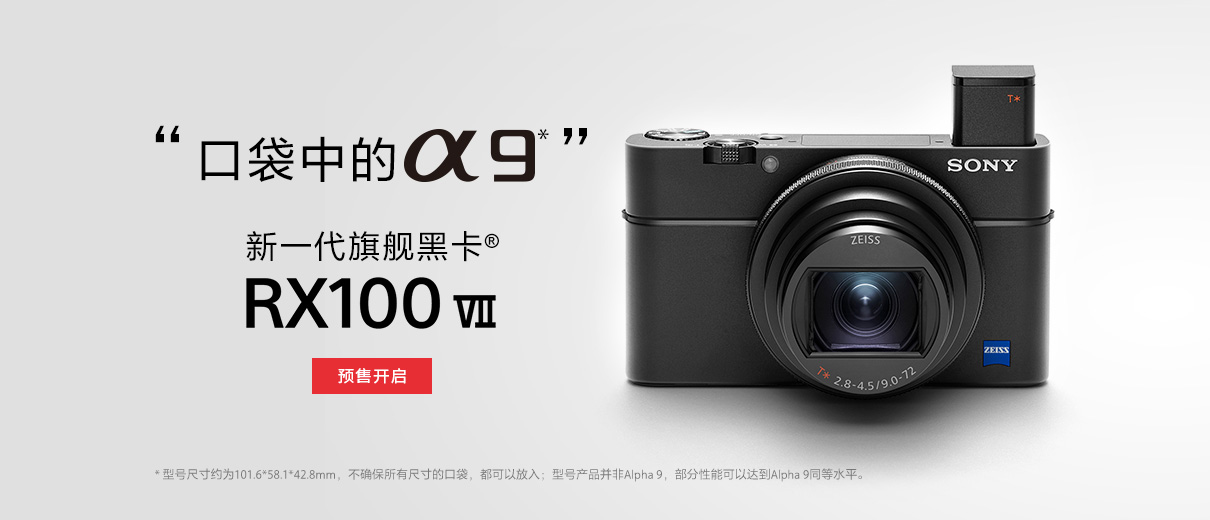 “口袋中的α9*”
新一代旗舰黑卡®
RX100 VII
预售开启
T*
SONY
ZEISS
ZEISS
T* 2.8-4.5/9.0-72
* 型号尺寸约为101.6*58.1*42.8mm，不确保所有尺寸的口袋，都可以放入；型号产品并非Alpha 9，部分性能可以达到Alpha 9同等水平。